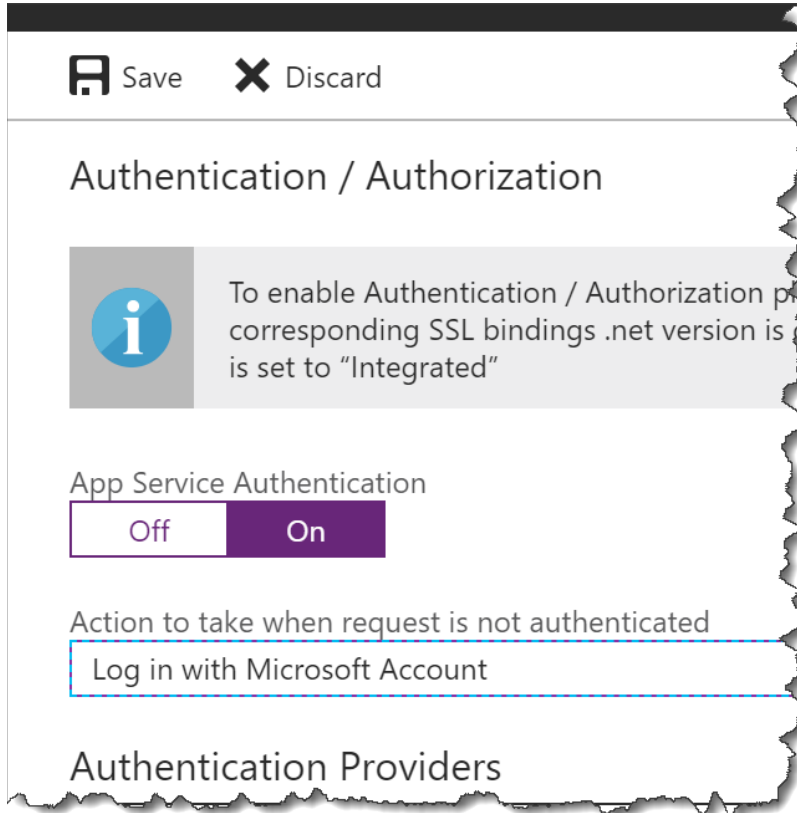 Save Discard
Authentication / Authorization
To enable Authentication / Authorization
corresponding SSL bindings .net version is
is set to “Integrated”
App Service Authentication
Off On
Action to take when request is not authenticated
Log in with Microsoft Account
Authentication Providers